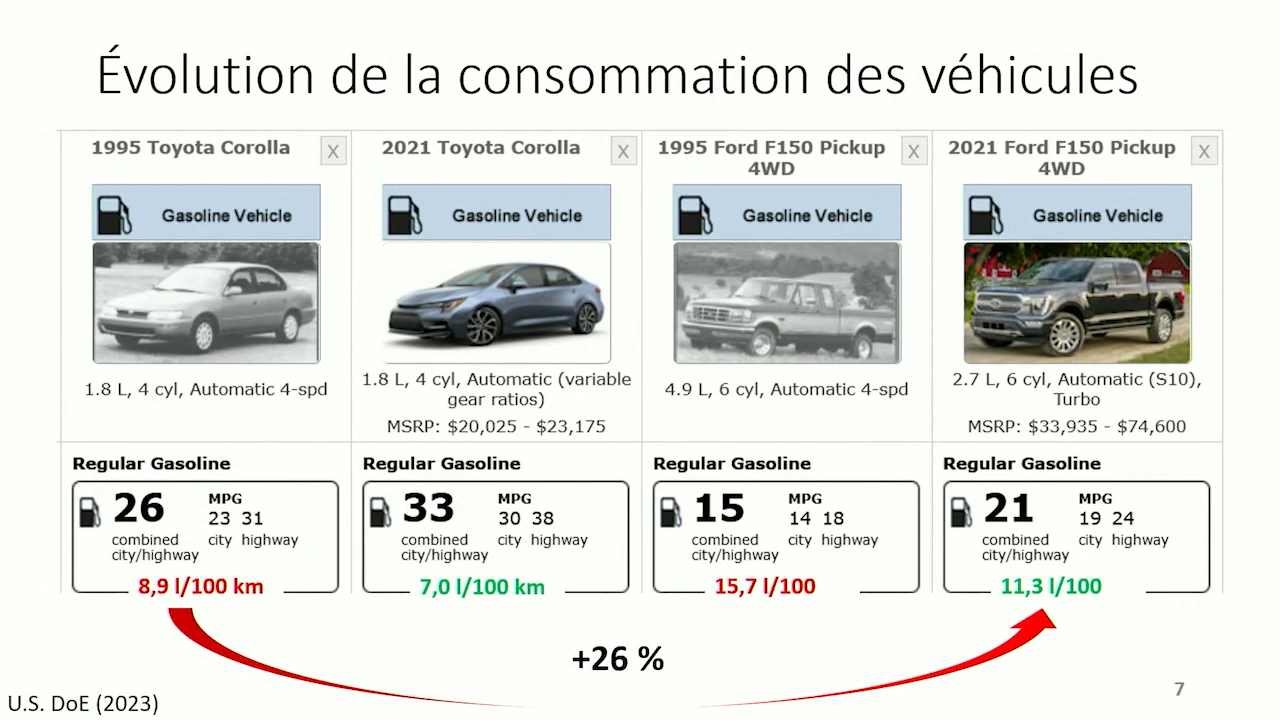 Évolution de la consommation des véhicules
1995 Toyota Corolla
X
Gasoline Vehicle
1.8 L, 4 cyl, Automatic 4-spd
Regular Gasoline
26
MPG
23 31
combined
city/highway
city highway
8,9 l/100 km
2021 Toyota Corolla
X
Gasoline Vehicle
1.8 L, 4 cyl, Automatic (variable
gear ratios)
MSRP: $20,025 - $23,175
Regular Gasoline
33
MPG
30 38
combined
city/highway
city highway
7,0 l/100 km
1995 Ford F150 Pickup
4WD
X
Gasoline Vehicle
4.9 L, 6 cyl, Automatic 4-spd
Regular Gasoline
15
MPG
14 18
combined
city/highway
city highway
15,7 l/100
2021 Ford F150 Pickup
4WD
X
Gasoline Vehicle
2.7 L, 6 cyl, Automatic (S10),
Turbo
MSRP: $33,935 - $74,600
Regular Gasoline
21
MPG
19 24
combined
city/highway
city highway
11,3 l/100
+26 %
7
U.S. DoE (2023)